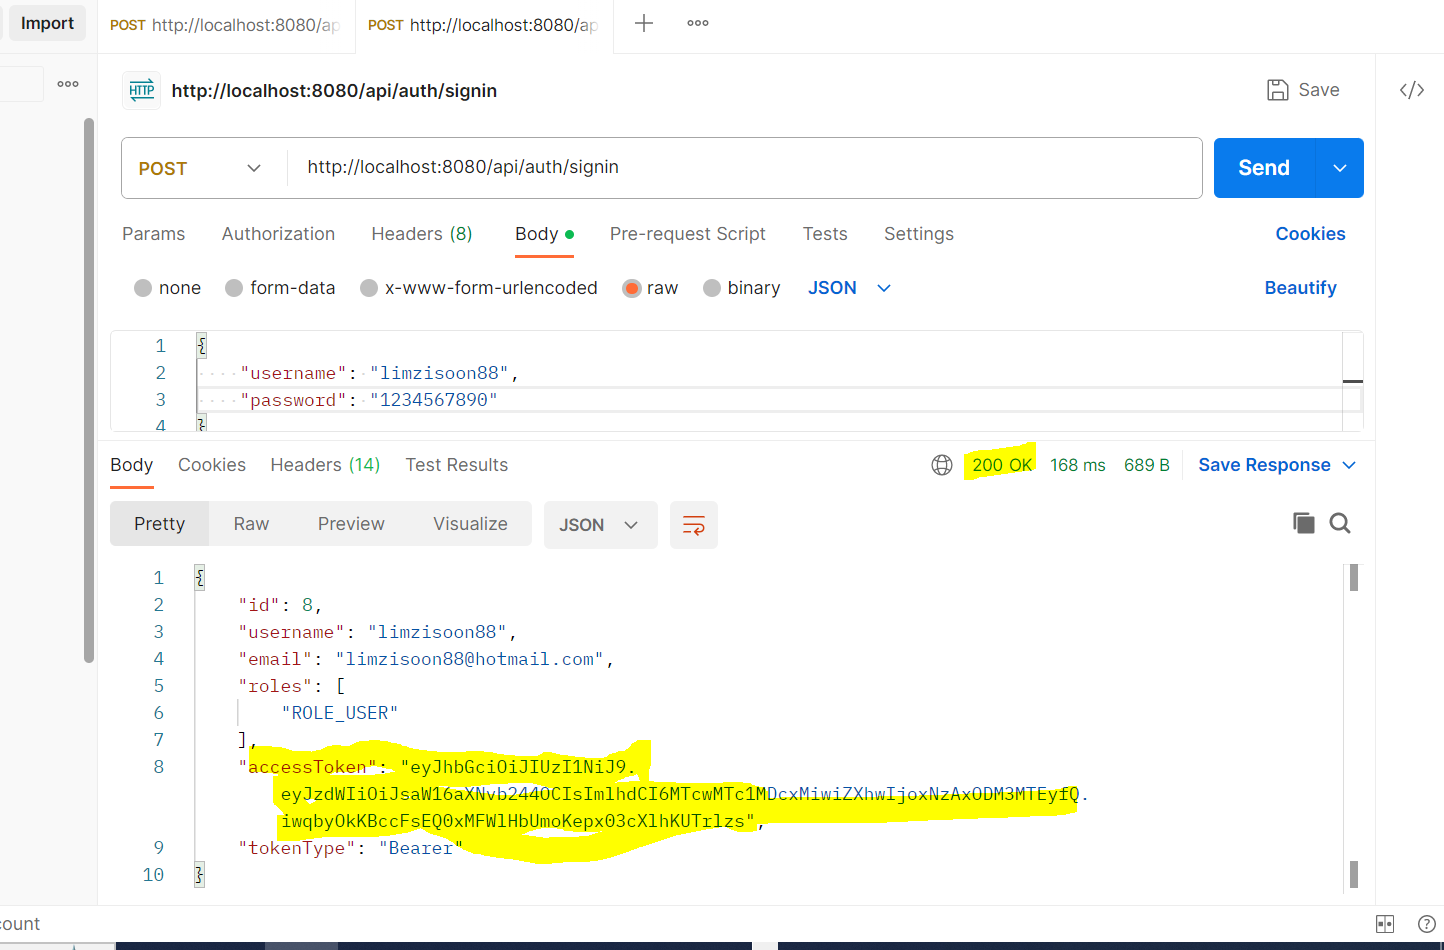 Import
POST http://localhost:8080/ap
POST http://localhost:8080/ap
HTTP http://localhost:8080/api/auth/signin
Save
POST http://localhost:8080/api/auth/signin
Send
Params Authorization Headers (8) Body Pre-request Script Tests Settings Cookies
none form-data x-www-form-urlencoded raw binary JSON Beautify
1 {
2 "username": "limzisoon88",
3 "password": "1234567890"
4 }
Body Cookies Headers (14) Test Results 200 OK 168 ms 689 B Save Response
Pretty Raw Preview Visualize JSON
1 {
2 "id": 8,
3 "username": "limzisoon88",
4 "email": "limzisoon88@hotmail.com",
5 "roles": [
6 "ROLE_USER"
7 ],
8 "accessToken": "eyJhbGciOiJIUzI1NiJ9.
eyJzdWIiOiJsaW16aXNvb244OCIsImlhdCI6MTcwMTc1MDcxMiwiZXhwIjoxNzAxODM3MTEyfQ.
iwqbyOkKBccFsEQ0xMFWlHbUmoKepx03cXlhKUTrlzs",
9 "tokenType": "Bearer"
10 }
count